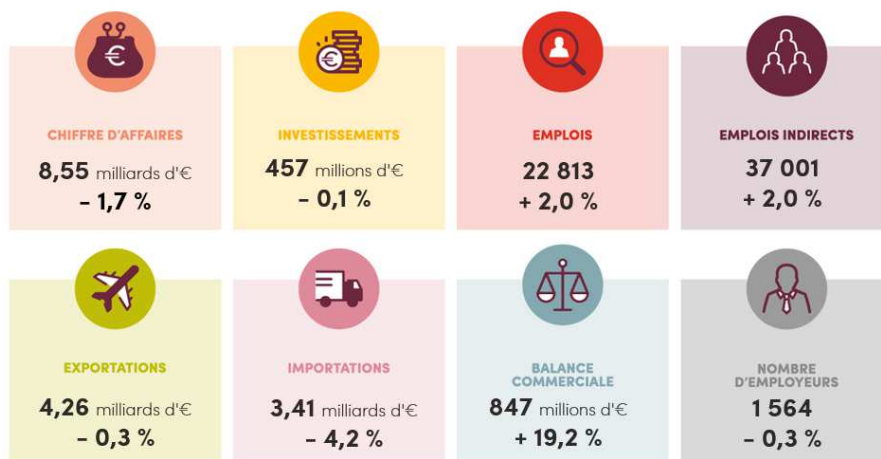 CHIFFRE D'AFFAIRES
8,55 milliards d'€
- 1,7 %
INVESTISSEMENTS
457 millions d'€
- 0,1 %
EMPLOIS
22 813
+ 2,0 %
EMPLOIS INDIRECTS
37 001
+ 2,0 %
EXPORTATIONS
4,26 milliards d'€
- 0,3 %
IMPORTATIONS
3,41 milliards d'€
- 4,2 %
BALANCE
COMMERCIALE
847 millions d'€
+ 19,2 %
NOMBRE
D'EMPLOYEURS
1 564
- 0,3 %